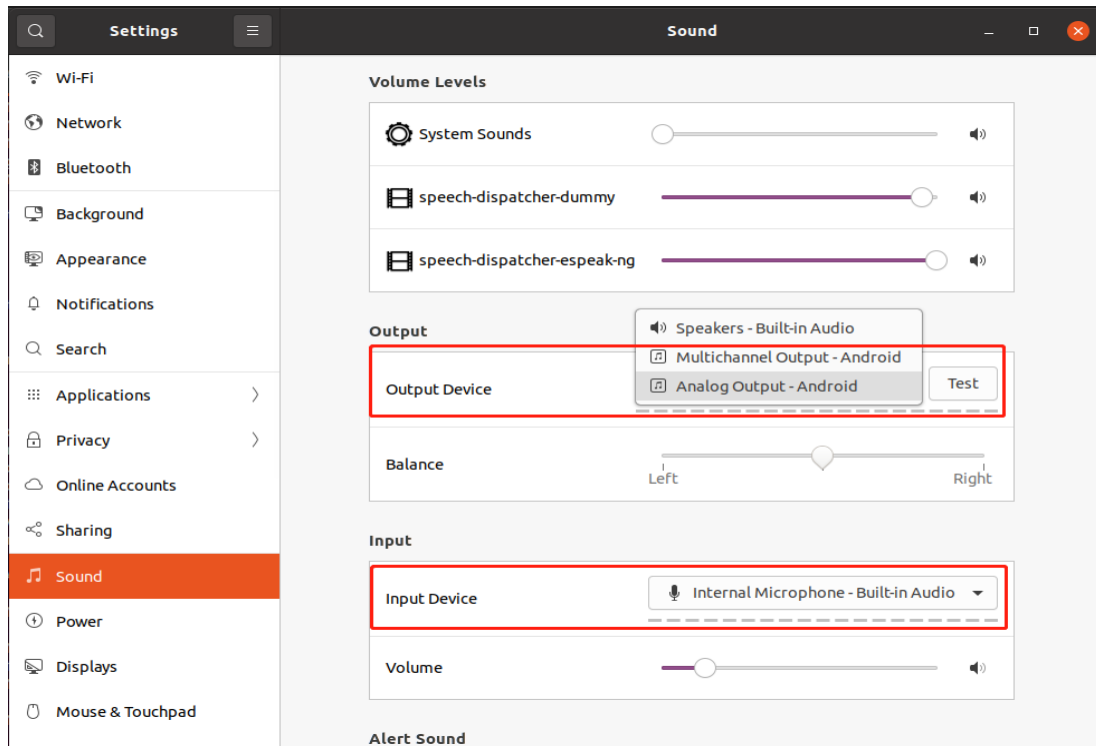 Settings
Sound
Wi-Fi
Network
Bluetooth
Background
Appearance
Notifications
Search
Applications
Privacy
Online Accounts
Sharing
Sound
Power
Displays
Mouse & Touchpad
Volume Levels
System Sounds
speech-dispatcher-dummy
speech-dispatcher-espeak-ng
Output
Speakers - Built-in Audio
Multichannel Output - Android
Output Device
Analog Output - Android
Test
Balance
Left
Right
Input
Input Device
Internal Microphone - Built-in Audio
Volume
Alert Sound